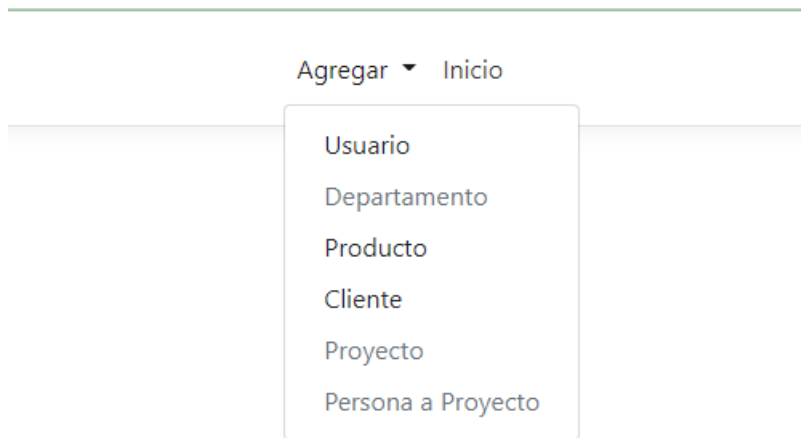 Agregar Inicio
Usuario
Departamento
Producto
Cliente
Proyecto
Persona a Proyecto